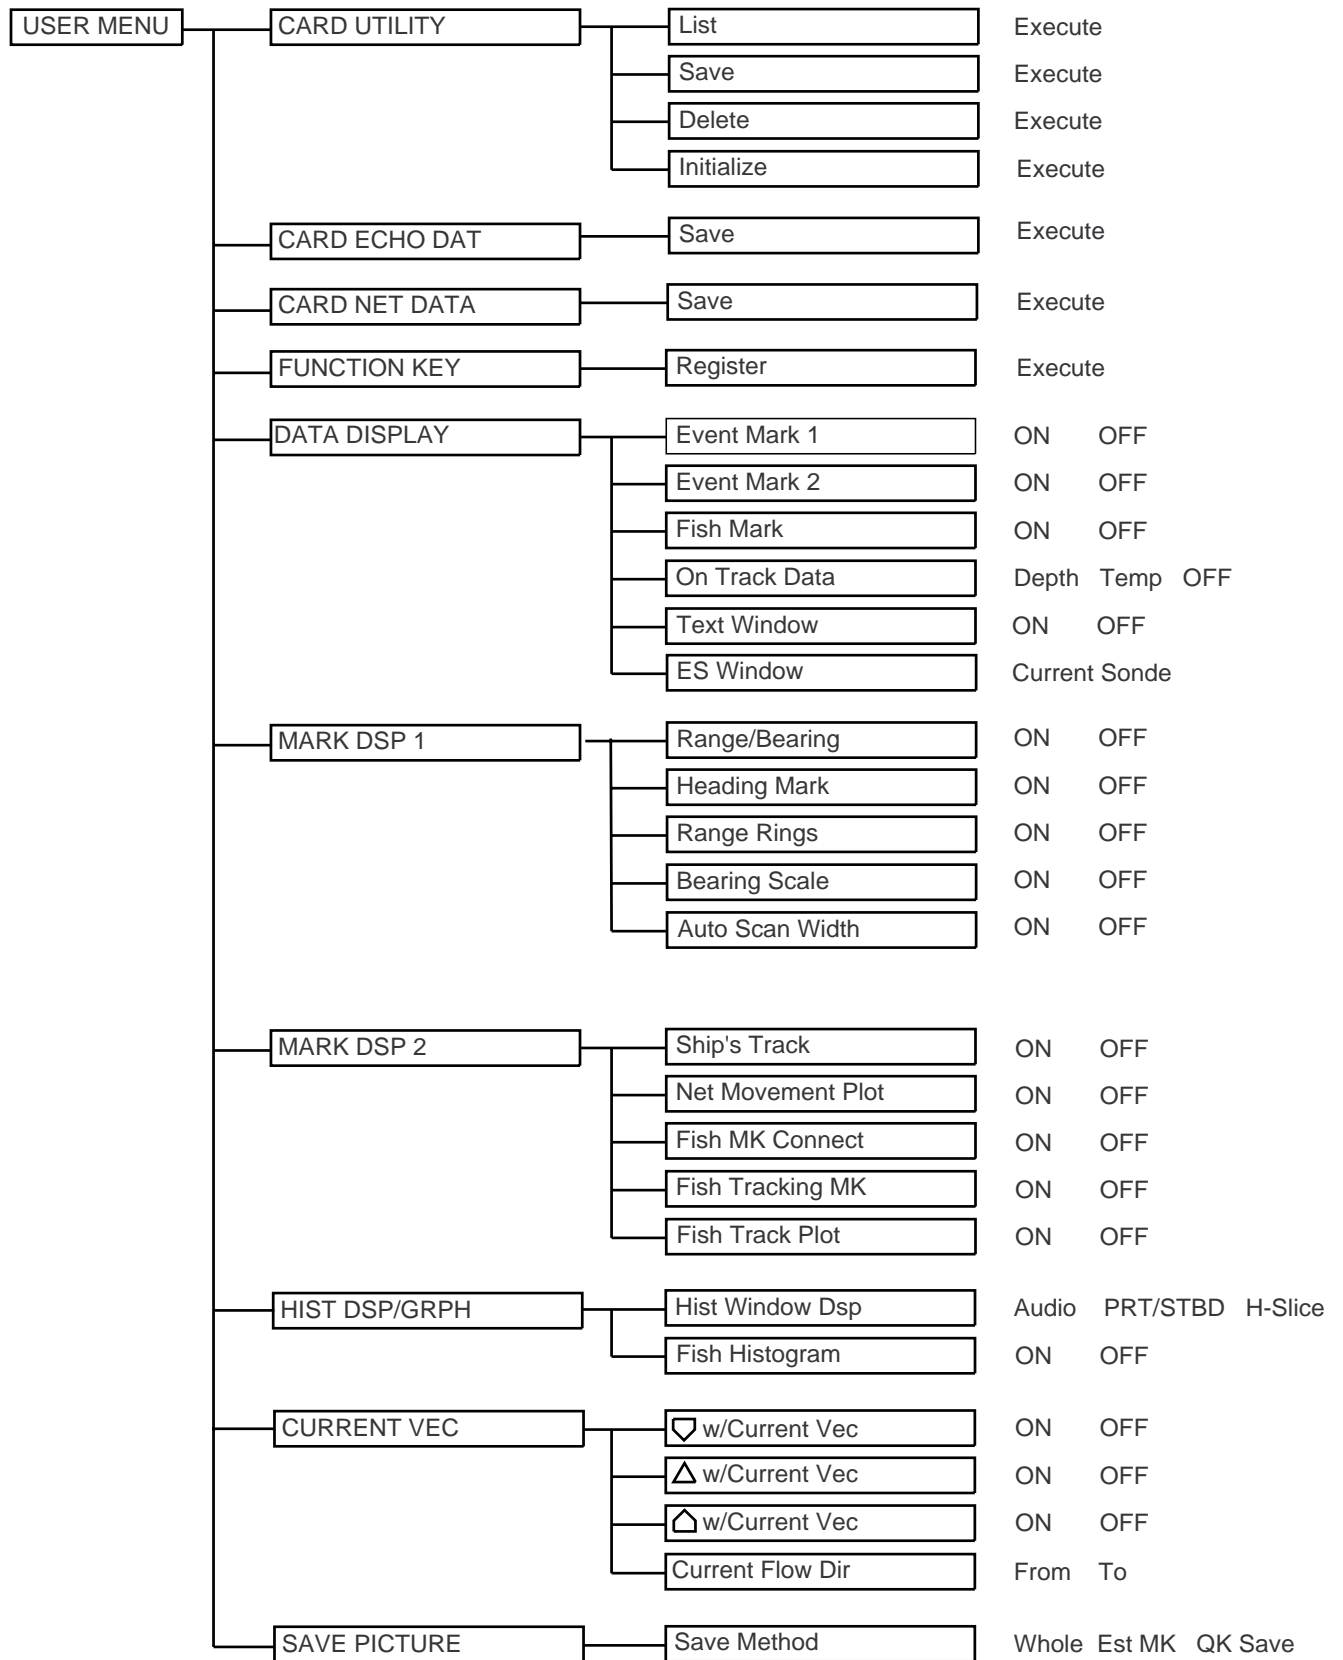 USER MENU CARD UTILITY List Execute
Save Execute
Delete Execute
Initialize Execute
CARD ECHO DAT Save Execute
CARD NET DATA Save Execute
FUNCTION KEY Register Execute
DATA DISPLAY Event Mark 1 ON OFF
Event Mark 2 ON OFF
Fish Mark ON OFF
On Track Data Depth Temp OFF
Text Window ON OFF
ES Window Current Sonde
MARK DSP 1 Range/Bearing ON OFF
Heading Mark ON OFF
Range Rings ON OFF
Bearing Scale ON OFF
Auto Scan Width ON OFF
MARK DSP 2 Ship's Track ON OFF
Net Movement Plot ON OFF
Fish MK Connect ON OFF
Fish Tracking MK ON OFF
Fish Track Plot ON OFF
HIST DSP/GRPH Hist Window Dsp Audio PRT/STBD H-Slice
Fish Histogram ON OFF
CURRENT VEC w/Current Vec ON OFF
w/Current Vec ON OFF
w/Current Vec ON OFF
Current Flow Dir From To
SAVE PICTURE Save Method Whole Est MK QK Save